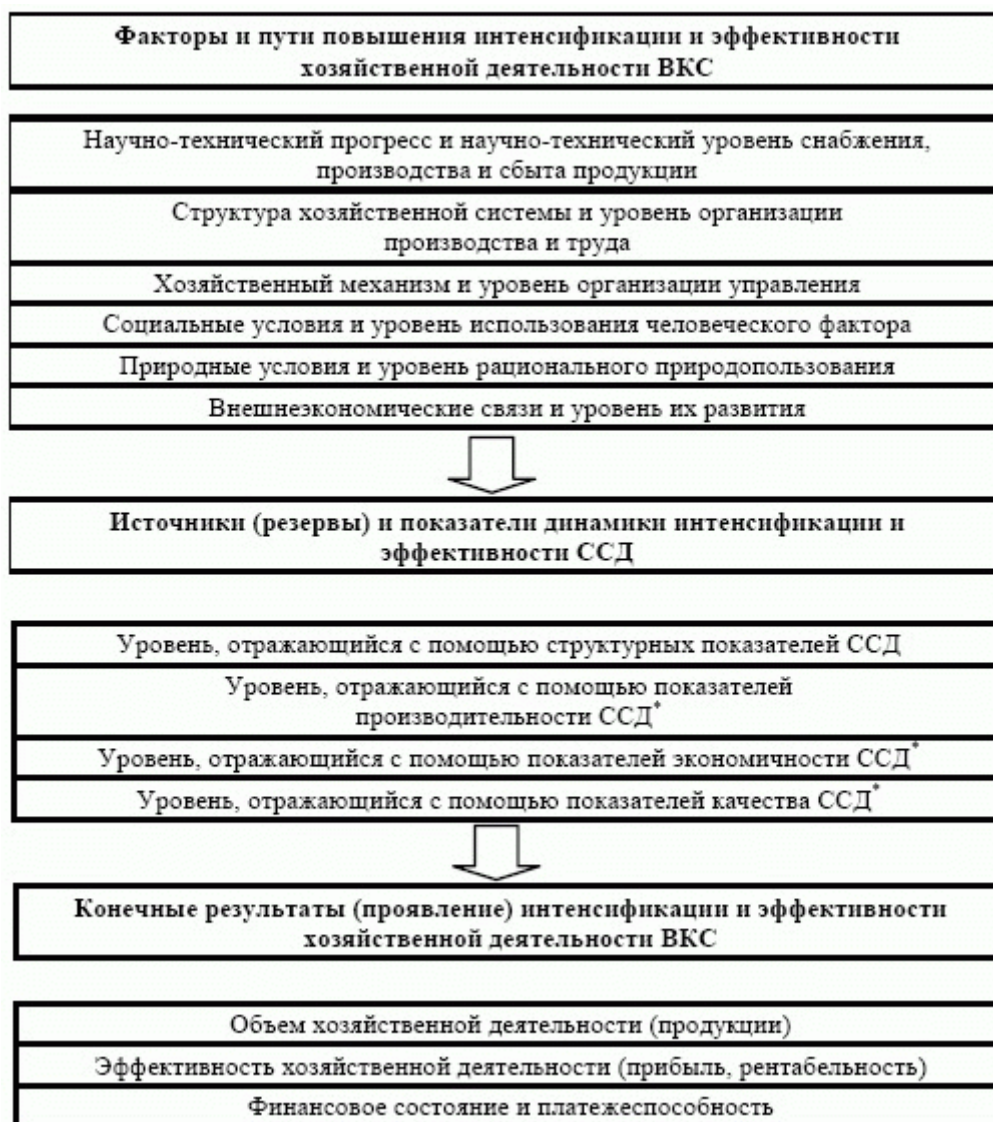 Факторы и пути повышения интенсификации и эффективности
хозяйственной деятельности ВКС
Научно-технический прогресс и научно-технический уровень снабжения,
производства и сбыта продукции
Структура хозяйственной системы и уровень организации
производства и труда
Хозяйственный механизм и уровень организации управления
Социальные условия и уровень использования человеческого фактора
Природные условия и уровень рационального природопользования
Внешнеэкономические связи и уровень их развития
Источники (резервы) и показатели динамики интенсификации и
эффективности ССД
Уровень, отражающийся с помощью структурных показателей ССД
Уровень, отражающийся с помощью показателей
производительности ССД*
Уровень, отражающийся с помощью показателей экономичности ССД*
Уровень, отражающийся с помощью показателей качества ССД*
Конечные результаты (проявление) интенсификации и эффективности
хозяйственной деятельности ВКС
Объем хозяйственной деятельности (продукции)
Эффективность хозяйственной деятельности (прибыль, рентабельность)
Финансовое состояние и платежеспособность